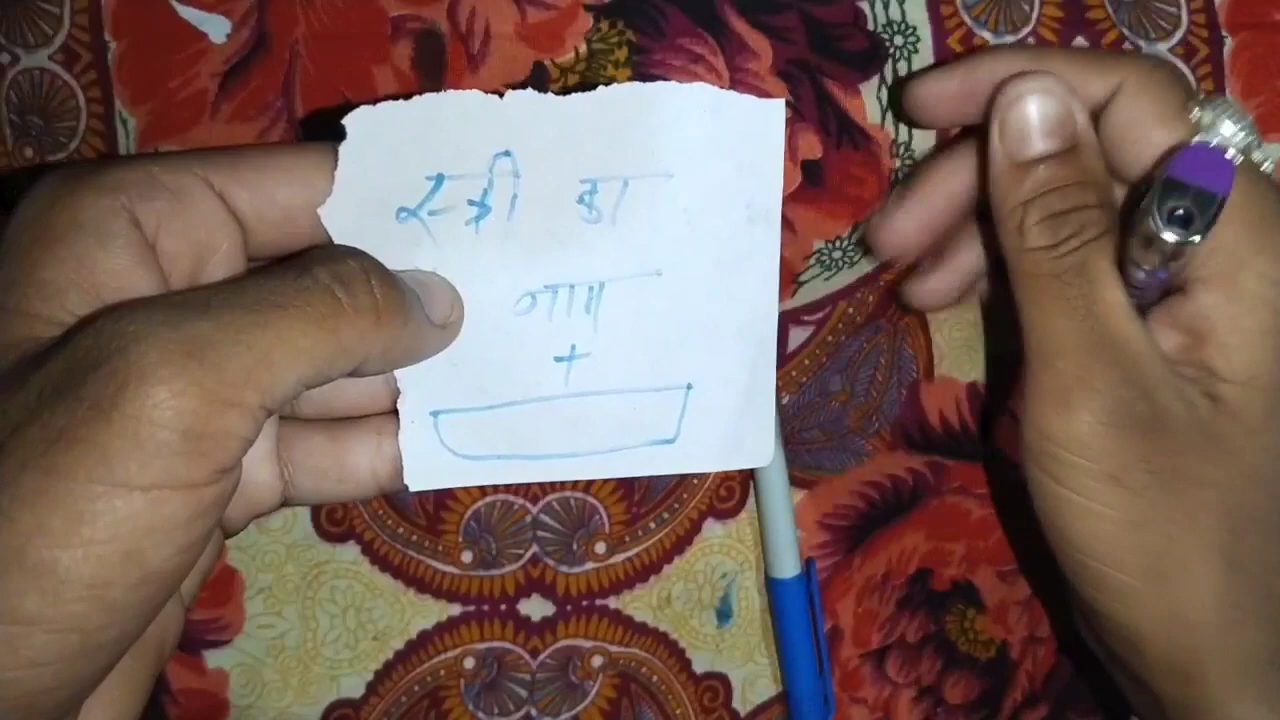 स्त्री का
नाम
+